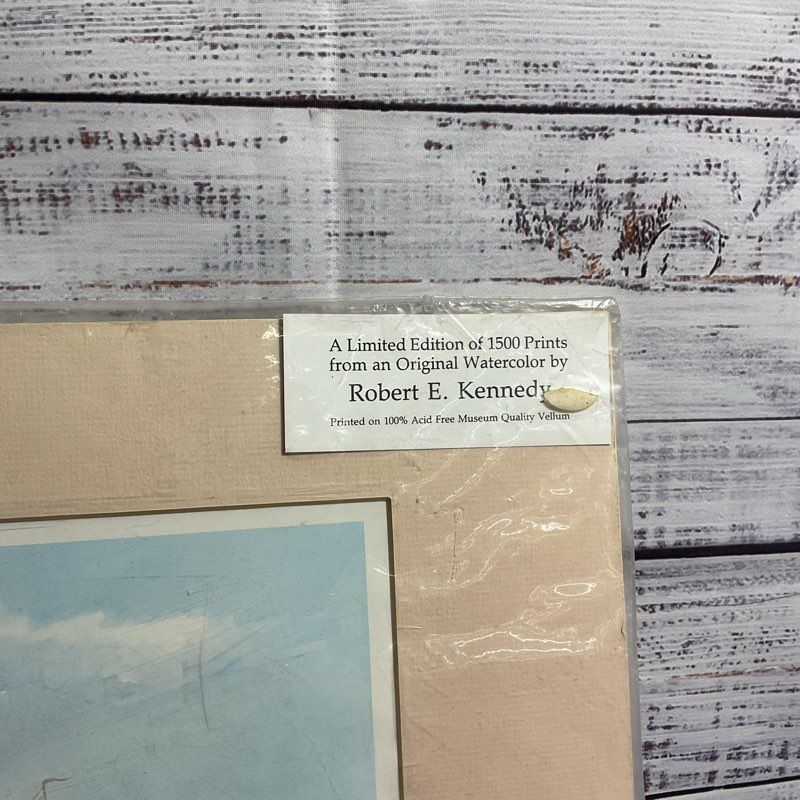 A Limited Edition of 1500 Prints
from an Original Watercolor by
Robert E. Kennedy
Printed on 100% Acid Free Museum Quality Vellum